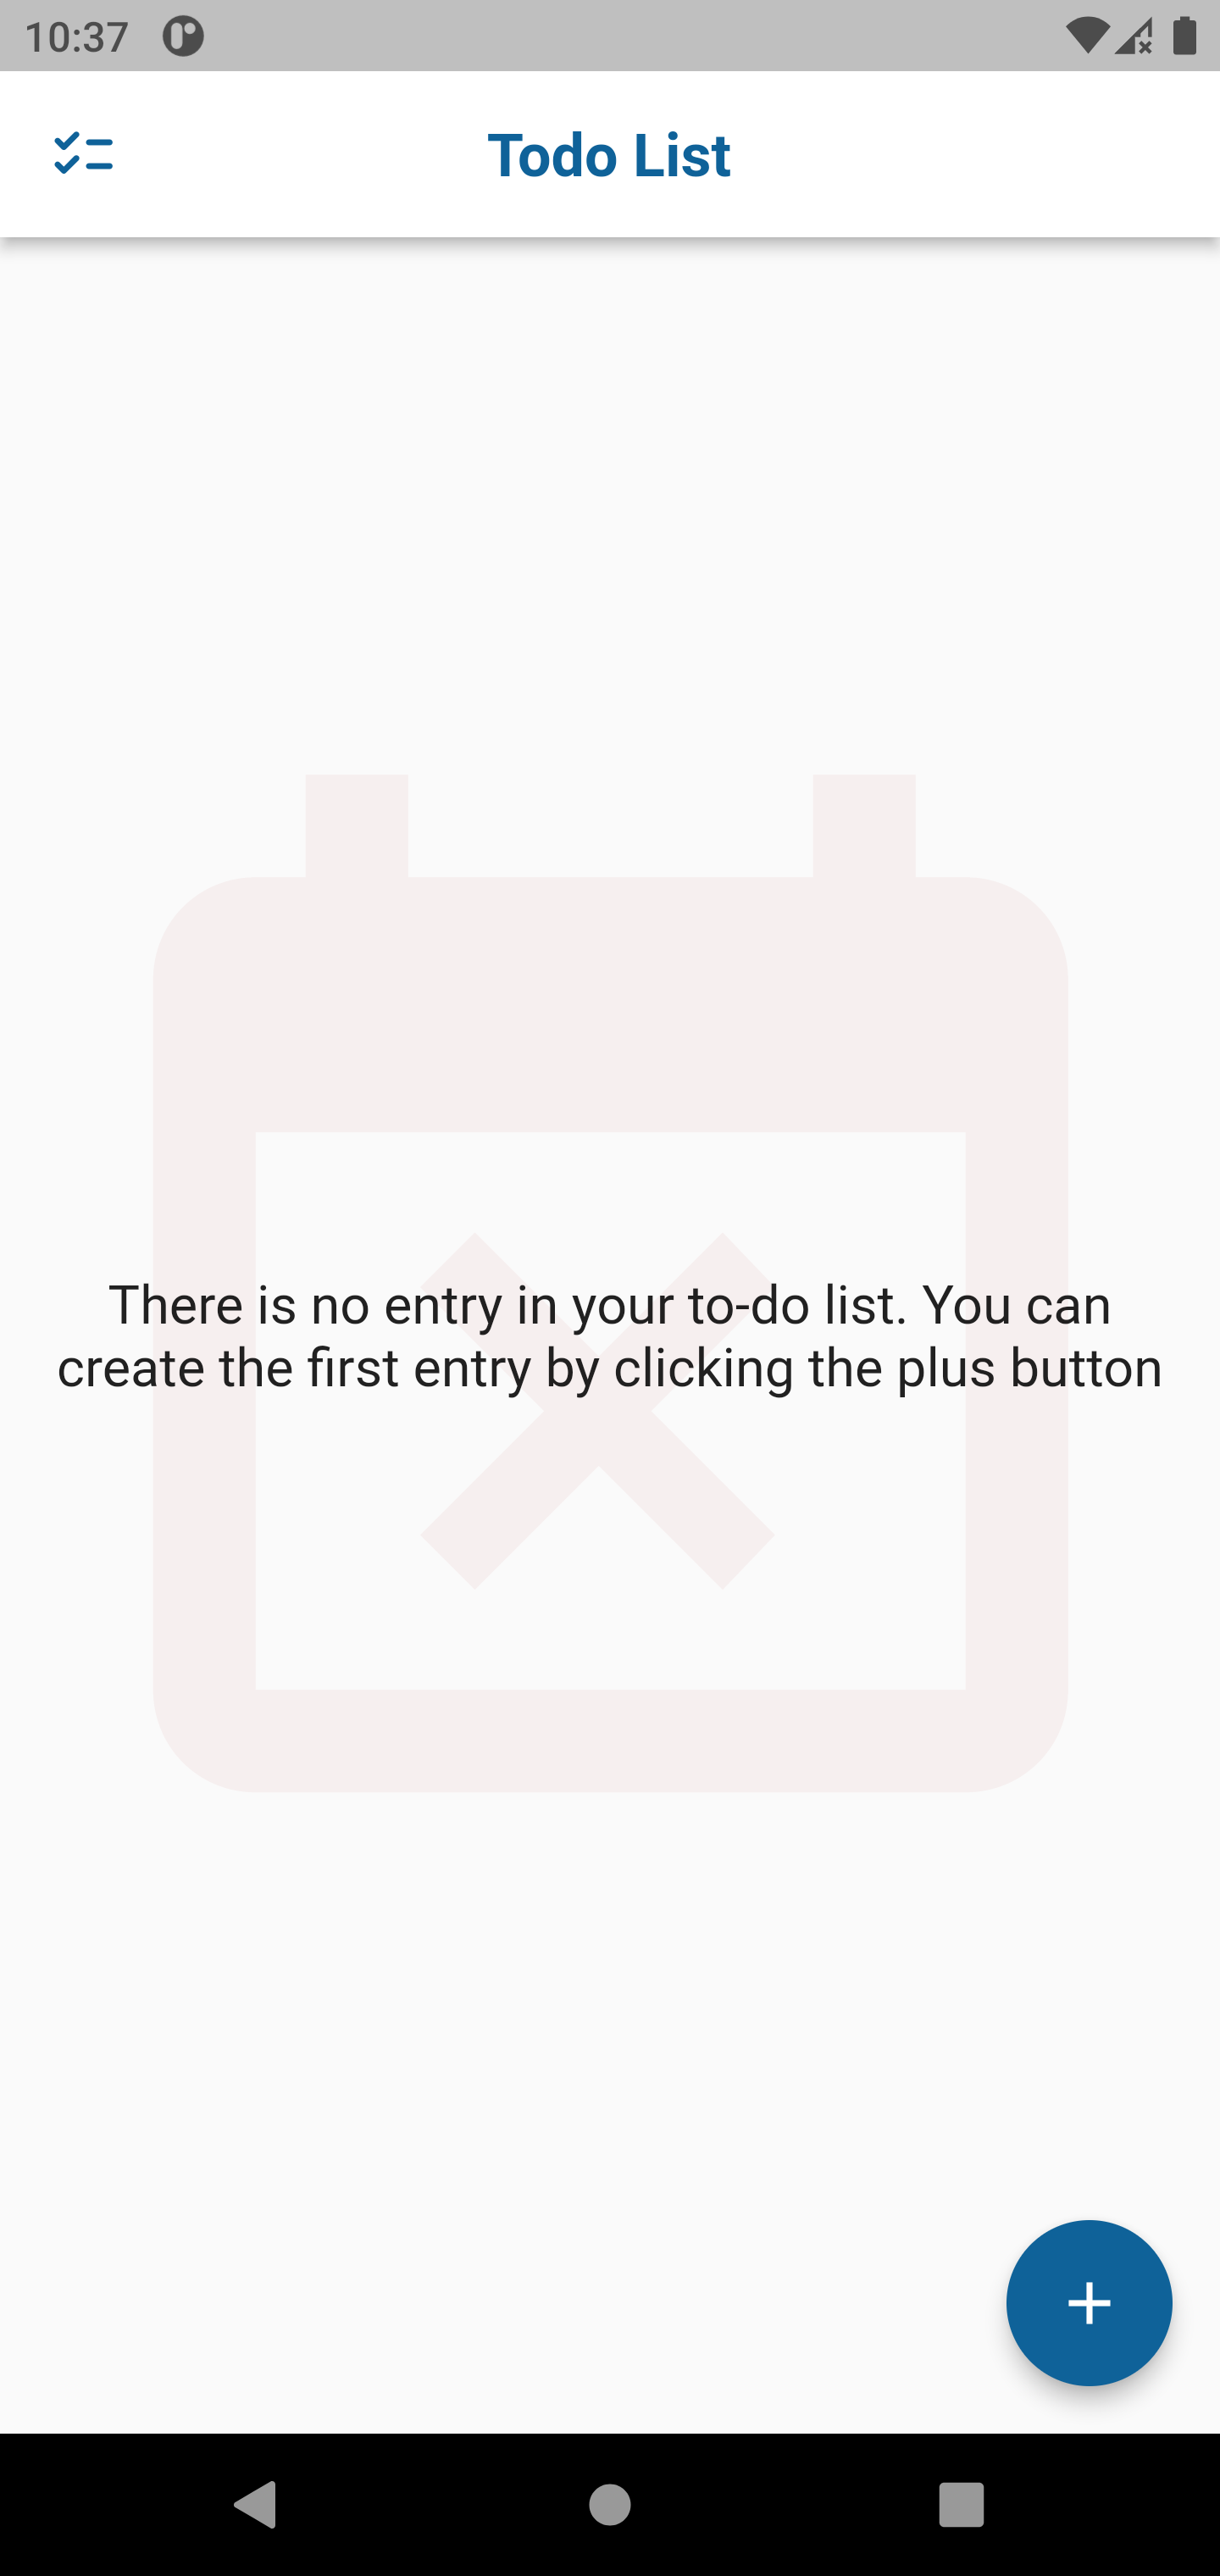 10:37
Todo List
There is no entry in your to-do list. You can
create the first entry by clicking the plus button